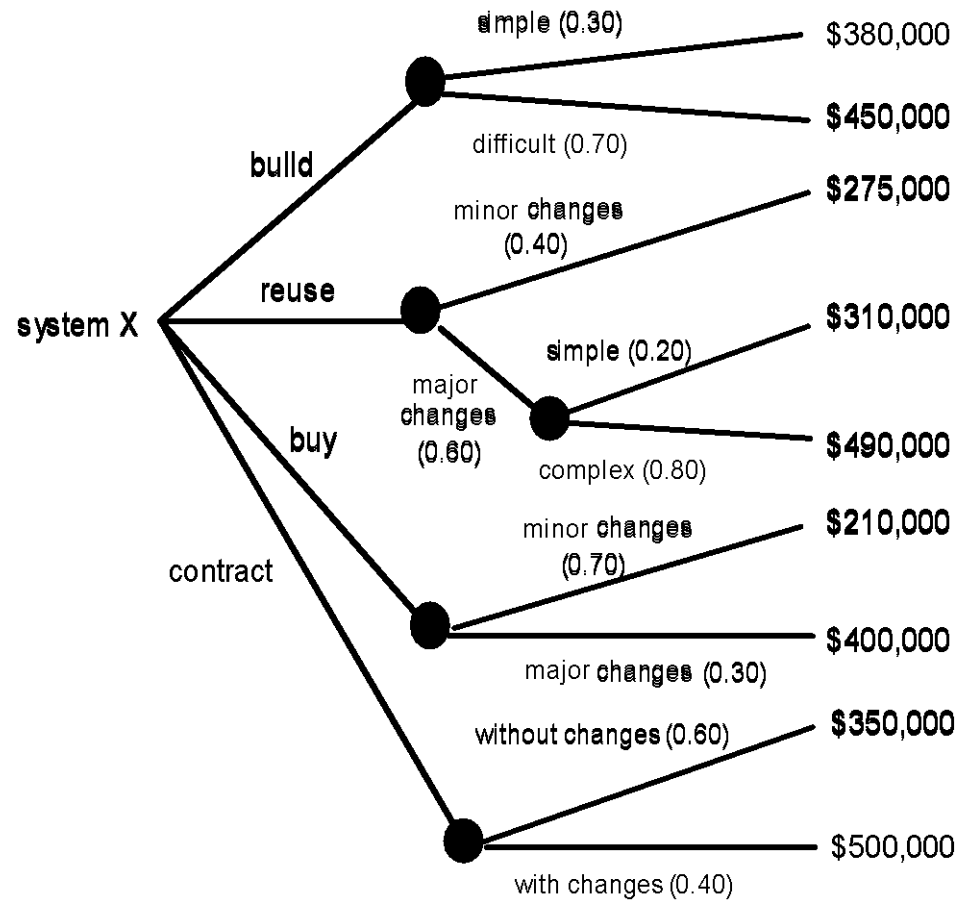 simple (0.30)
$380,000
$450,000
difficult (0.70)
build
$275,000
minor changes
(0.40)
reuse
system X
$310,000
simple (0.20)
major
changes
(0.60)
buy
$490,000
complex (0.80)
$210,000
minor changes
(0.70)
contract
$400,000
major changes (0.30)
$350,000
without changes (0.60)
$500,000
with changes (0.40)